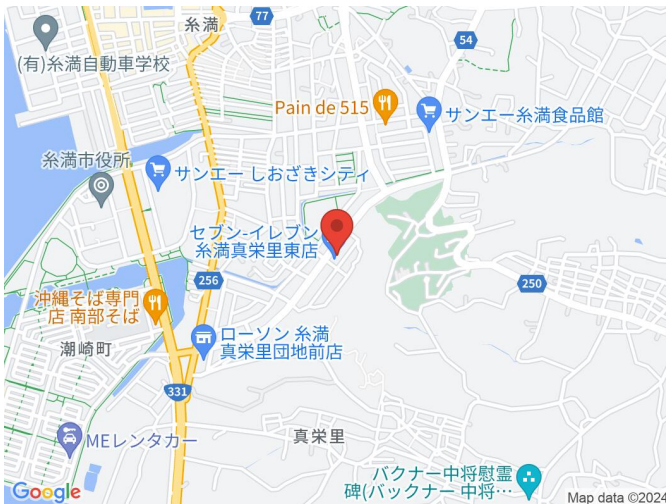 糸満
77
54
(有)糸満自動車学校
Pain de 515
サンエー糸満食品館
糸満市役所
サンエー しおざきシティ
セブン-イレブン
糸満真栄里東店
256
250
沖縄そば専門
店 南部そば
ローソン 糸満
真栄里団地前店
潮崎町
331
MEレンタカー
真栄里
バクナー中将慰霊
碑(バックナー 中将…
Google
Map data ©2024